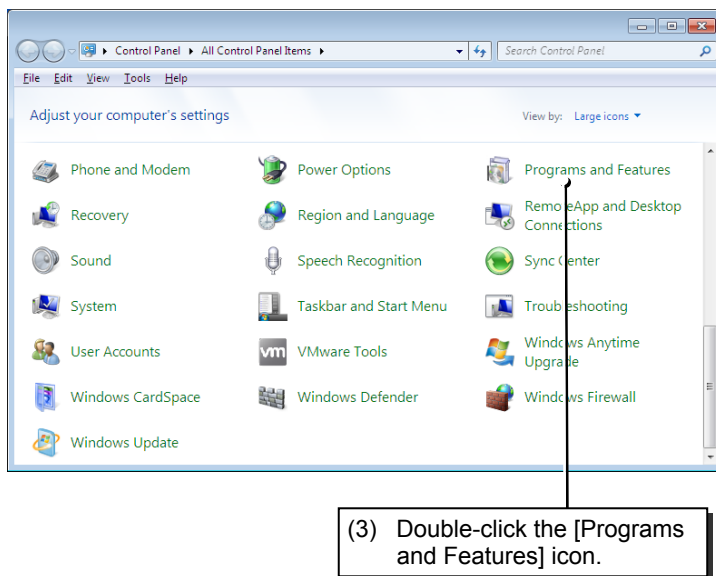 Control Panel ▸ All Control Panel Items ▸
Search Control Panel
File Edit View Tools Help
Adjust your computer's settings
View by: Large icons
Phone and Modem
Power Options
Programs and Features
Recovery
Region and Language
RemoteApp and Desktop
Connections
Sound
Speech Recognition
Sync Center
System
Taskbar and Start Menu
Troubleshooting
User Accounts
vm
VMware Tools
Windows Anytime
Upgrade
Windows CardSpace
Windows Defender
Windows Firewall
Windows Update
(3) Double-click the [Programs
and Features] icon.